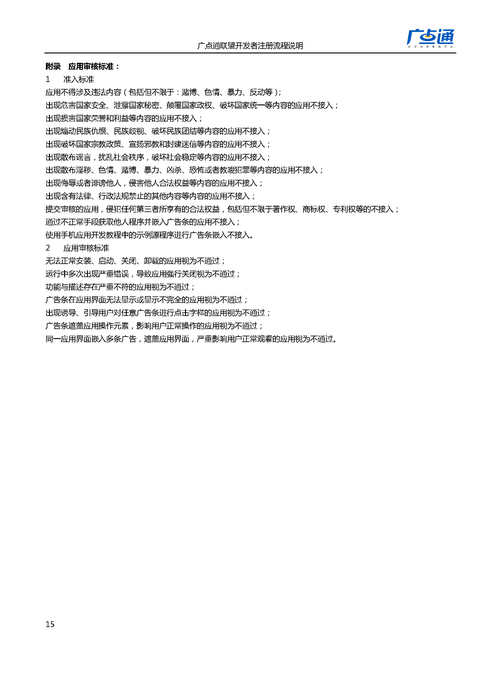 广点通联盟开发者注册流程说明
广点通
附录 应用审核标准：
1 准入标准
应用不得涉及违法内容（包括但不限于：赌博、色情、暴力、反动等）；
出现危害国家安全、泄露国家秘密、颠覆国家政权、破坏国家统一等内容的应用不接入；
出现损害国家荣誉和利益等内容的应用不接入；
出现煽动民族仇恨、民族歧视、破坏民族团结等内容的应用不接入；
出现破坏国家宗教政策、宣扬邪教和封建迷信等内容的应用不接入；
出现散布谣言，扰乱社会秩序，破坏社会稳定等内容的应用不接入；
出现散布淫秽、色情、赌博、暴力、凶杀、恐怖或者教唆犯罪等内容的应用不接入；
出现侮辱或者诽谤他人，侵害他人合法权益等内容的应用不接入；
出现含有法律、行政法规禁止的其他内容等内容的应用不接入；
提交审核的应用，侵犯任何第三者所享有的合法权益，包括但不限于著作权、商标权、专利权等的不接入；
通过不正常手段获取他人程序并嵌入广告条的应用不接入；
使用手机应用开发教程中的示例源程序进行广告条嵌入不接入。
2 应用审核标准
无法正常安装、启动、关闭、卸载的应用视为不通过；
运行中多次出现严重错误，导致应用强行关闭视为不通过；
功能与描述存在严重不符的应用视为不通过；
广告条在应用界面无法显示或显示不完全的应用视为不通过；
出现诱导、引导用户对任意广告条进行点击字样的应用视为不通过；
广告条遮盖应用操作元素，影响用户正常操作的应用视为不通过；
同一应用界面嵌入多条广告，遮盖应用界面，严重影响用户正常观看的应用视为不通过。
15